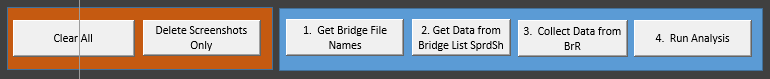 Clear All
Delete Screenshots
Only
1. Get Bridge File
Names
2. Get Data from
Bridge List SprdSh
3. Collect Data from
BrR
4. Run Analysis